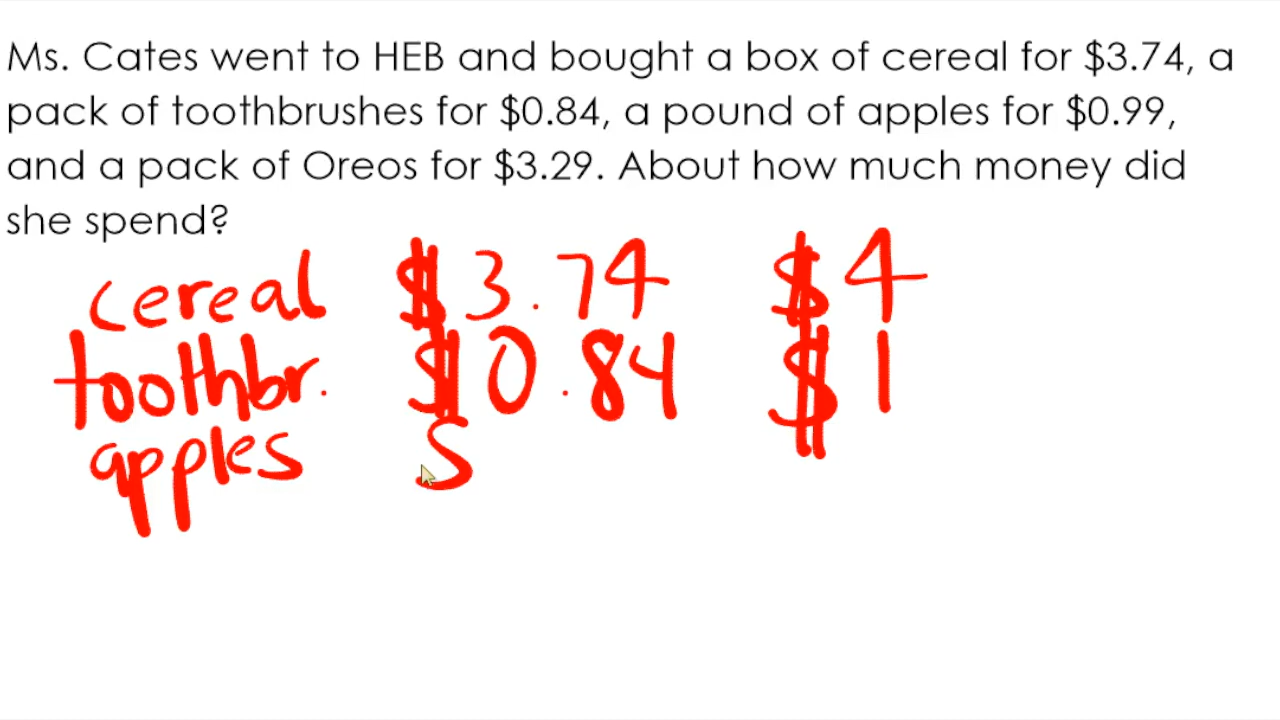 Ms. Cates went to HEB and bought a box of cereal for $3.74, a
pack of toothbrushes for $0.84, a pound of apples for $0.99,
and a pack of Oreos for $3.29. About how much money did
she spend?
cereal $3.74 $4
toothbr. $0.84 $1
apples S